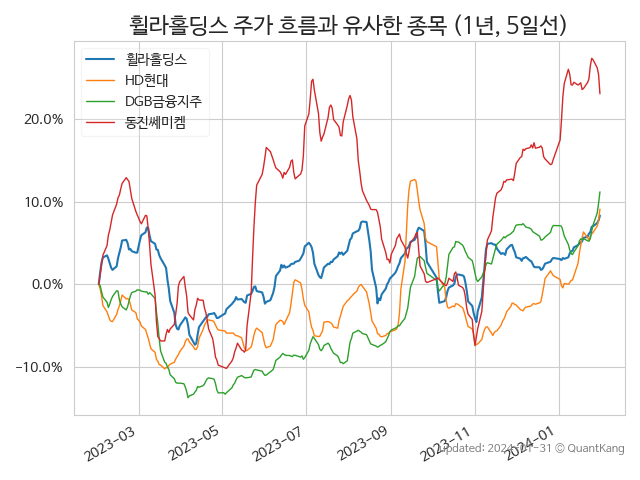 휠라홀딩스 주가 흐름과 유사한 종목 (1년, 5일선)
휠라홀딩스
HD현대
DGB금융지주
동진쎄미켐
20.0%
10.0%
0.0%
−10.0%
2023-03
2023-05
2023-07
2023-09
2023-11
2024-01
updated: 2024-01-31 © QuantKang